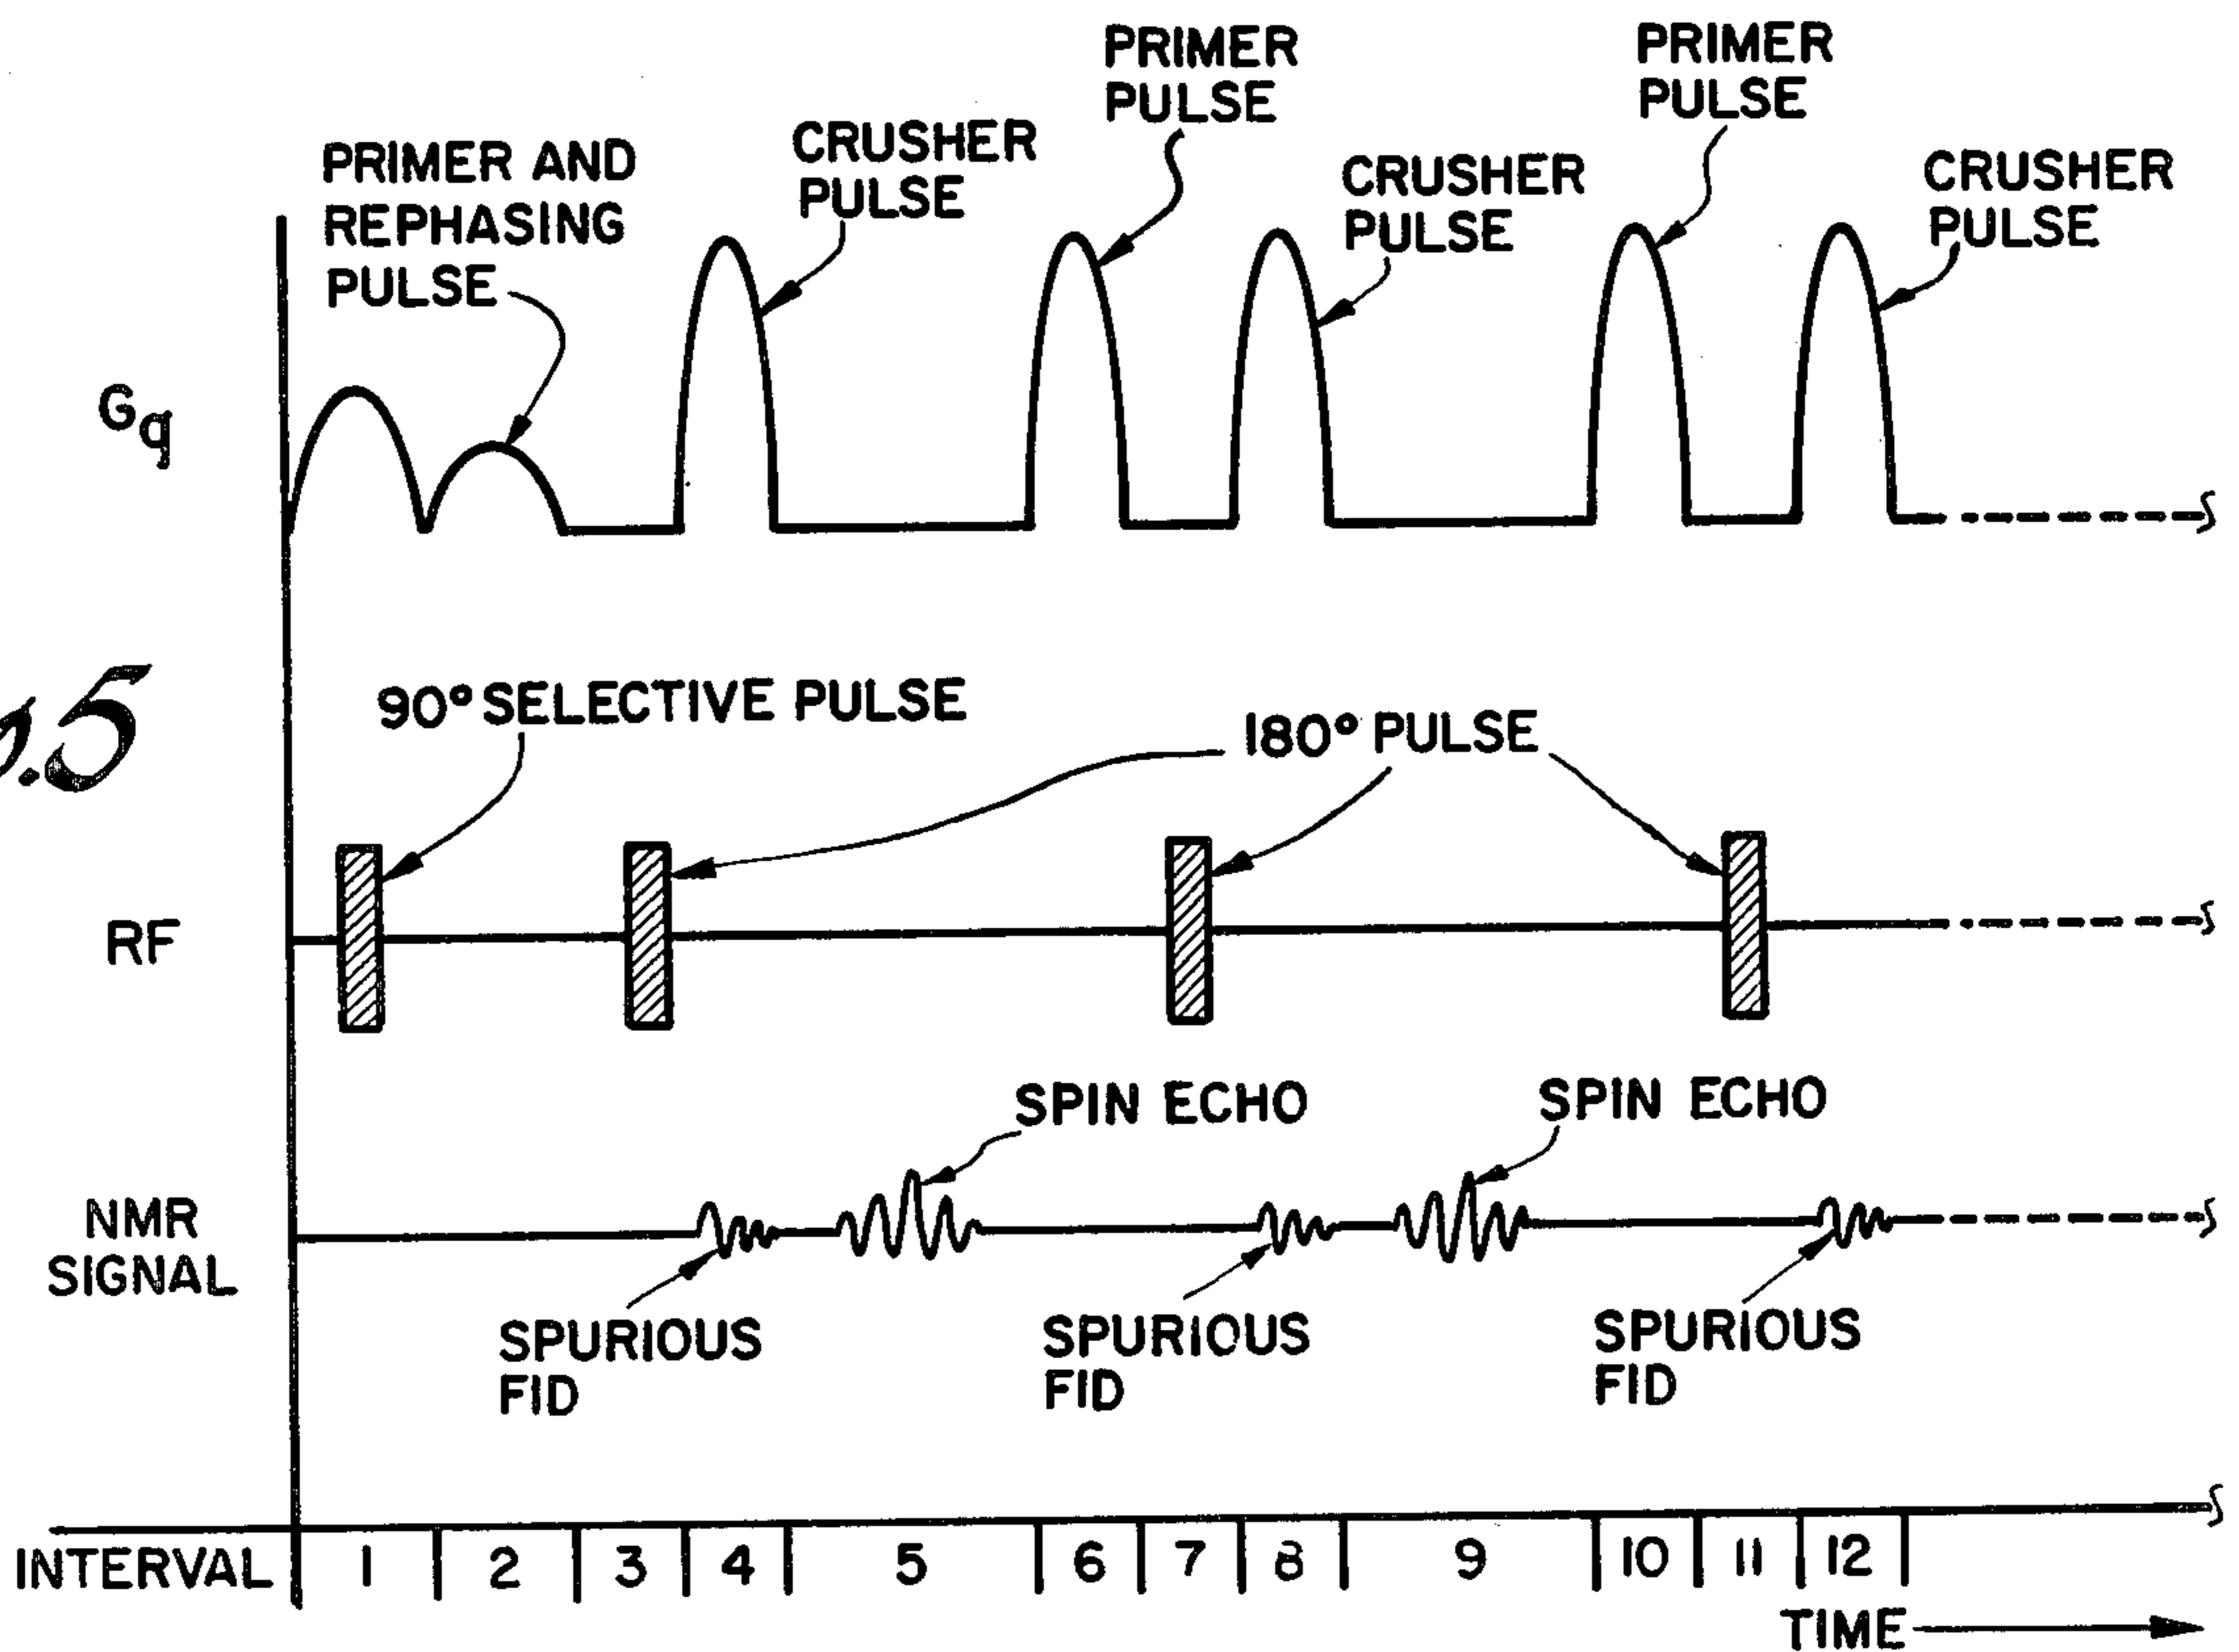 PRIMER
PULSE
PRIMER
PULSE
PRIMER AND
REPHASING
PULSE
CRUSHER
PULSE
CRUSHER
PULSE
CRUSHER
PULSE
Gq
.5
90° SELECTIVE PULSE
180° PULSE
RF
SPIN ECHO
SPIN ECHO
NMR
SIGNAL
SPURIOUS
FID
SPURIOUS
FID
SPURIOUS
FID
INTERVAL 1 2 3 4 5 6 7 8 9 10 11 12
TIME